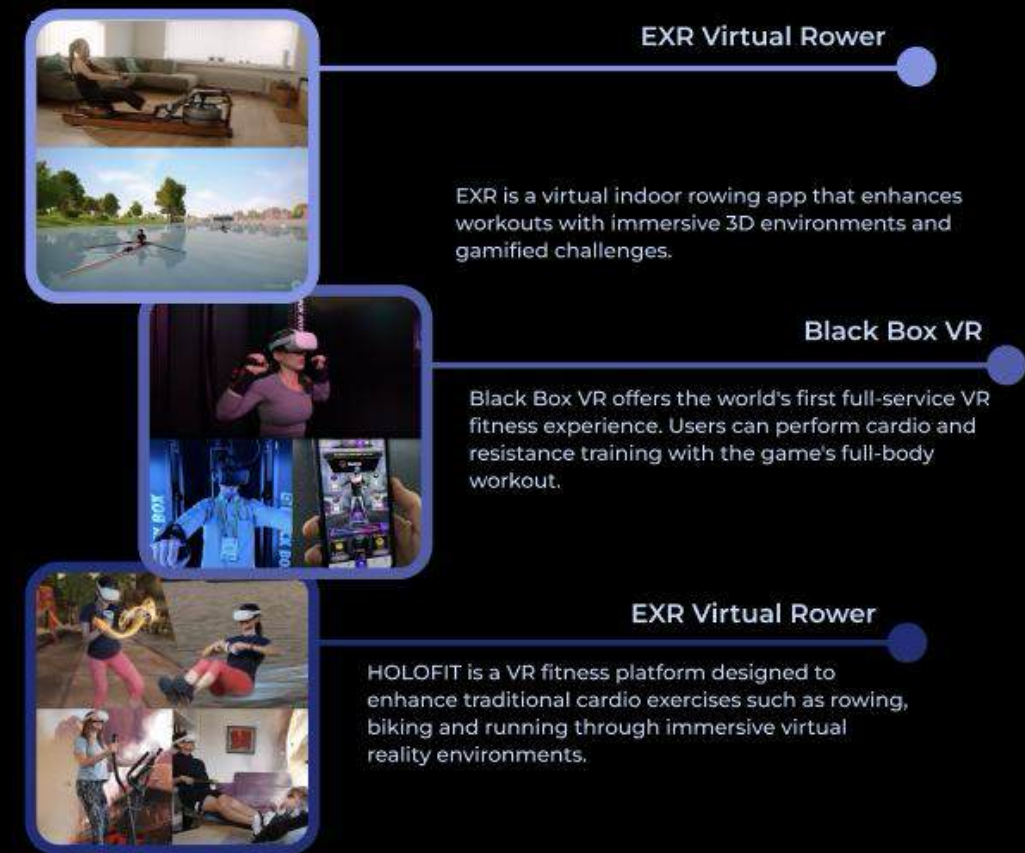 EXR Virtual Rower
EXR is a virtual indoor rowing app that enhances
workouts with immersive 3D environments and
gamified challenges.
Black Box VR
Black Box VR offers the world's first full-service VR
fitness experience. Users can perform cardio and
resistance training with the game's full-body
workout.
EXR Virtual Rower
HOLOFIT is a VR fitness platform designed to
enhance traditional cardio exercises such as rowing,
biking and running through immersive virtual
reality environments.